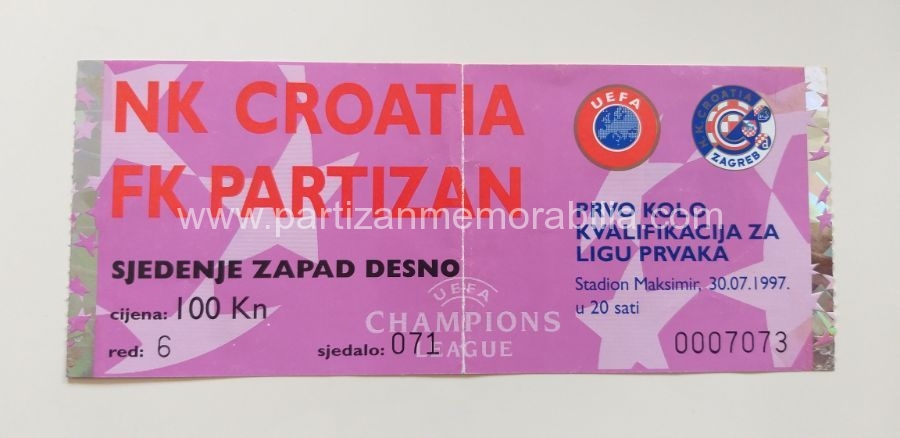 NK CROATIA
FK PARTIZAN
SJEDENJE ZAPAD DESNO
cijena: 100 Kn
red: 6
sjedalo: 071
UEFA
CHAMPIONS
LEAGUE
UEFA
NK CROATIA
ZAGREB
PRVO KOLO
KVALIFIKACIJA ZA
LIGU PRVAKA
Stadion Maksimir, 30.07.1997.
u 20 sati
0007073
www.partizanmemorabilia.com